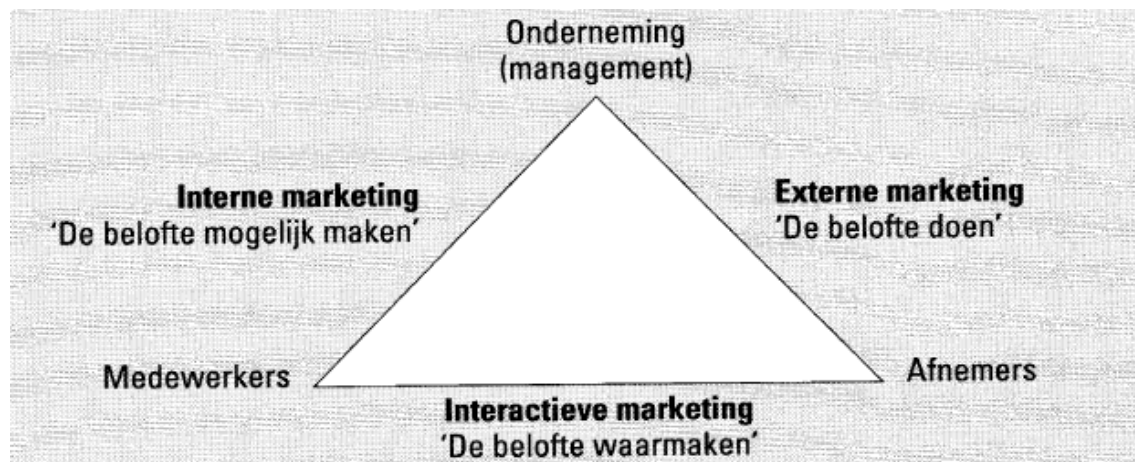 Onderneming
(management)
Interne marketing
'De belofte mogelijk maken'
Externe marketing
'De belofte doen'
Medewerkers
Afnemers
Interactieve marketing
'De belofte waarmaken'